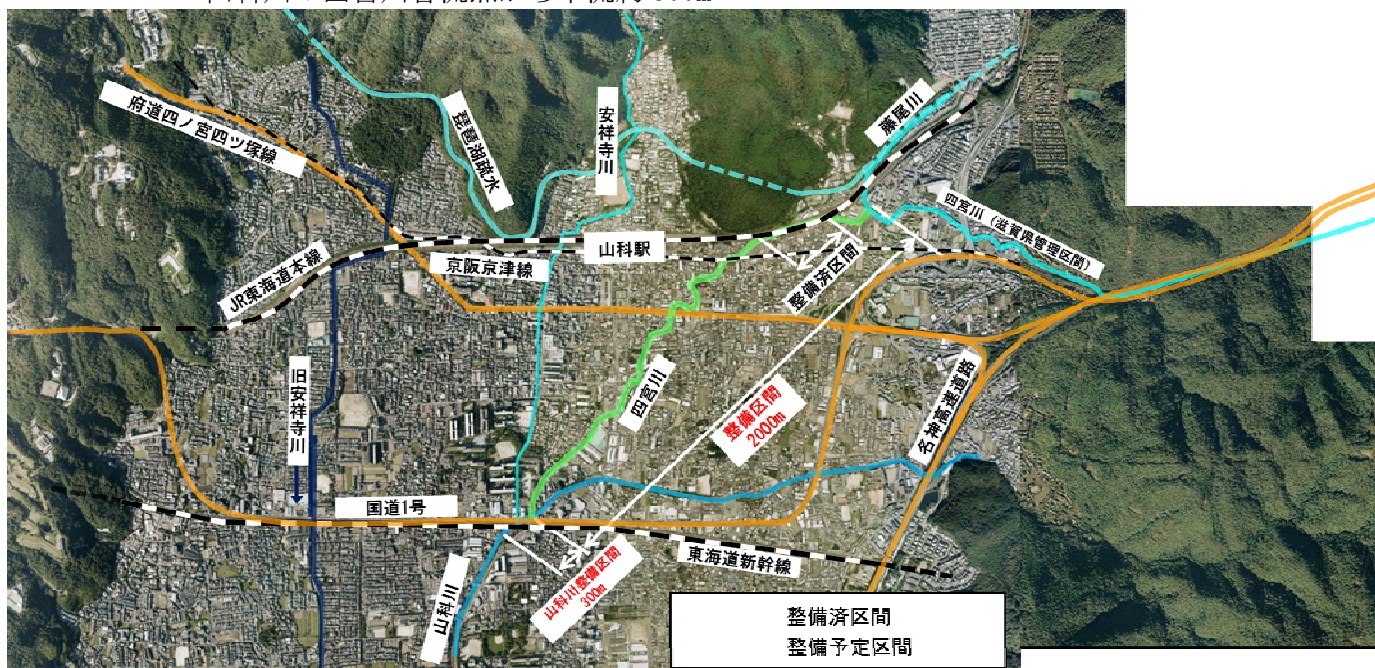 府道四ノ宮四ツ塚線
琵琶湖疏水
安祥寺川
藤尾川
四宮川（滋賀県管理区間）
山科駅
JR東海道本線
京阪京津線
整備済区間
旧安祥寺川
四宮川
整備区間
2000m
名神高速道路
国道1号
山科川
山科川整備区間
300m
東海道新幹線
整備済区間
整備予定区間